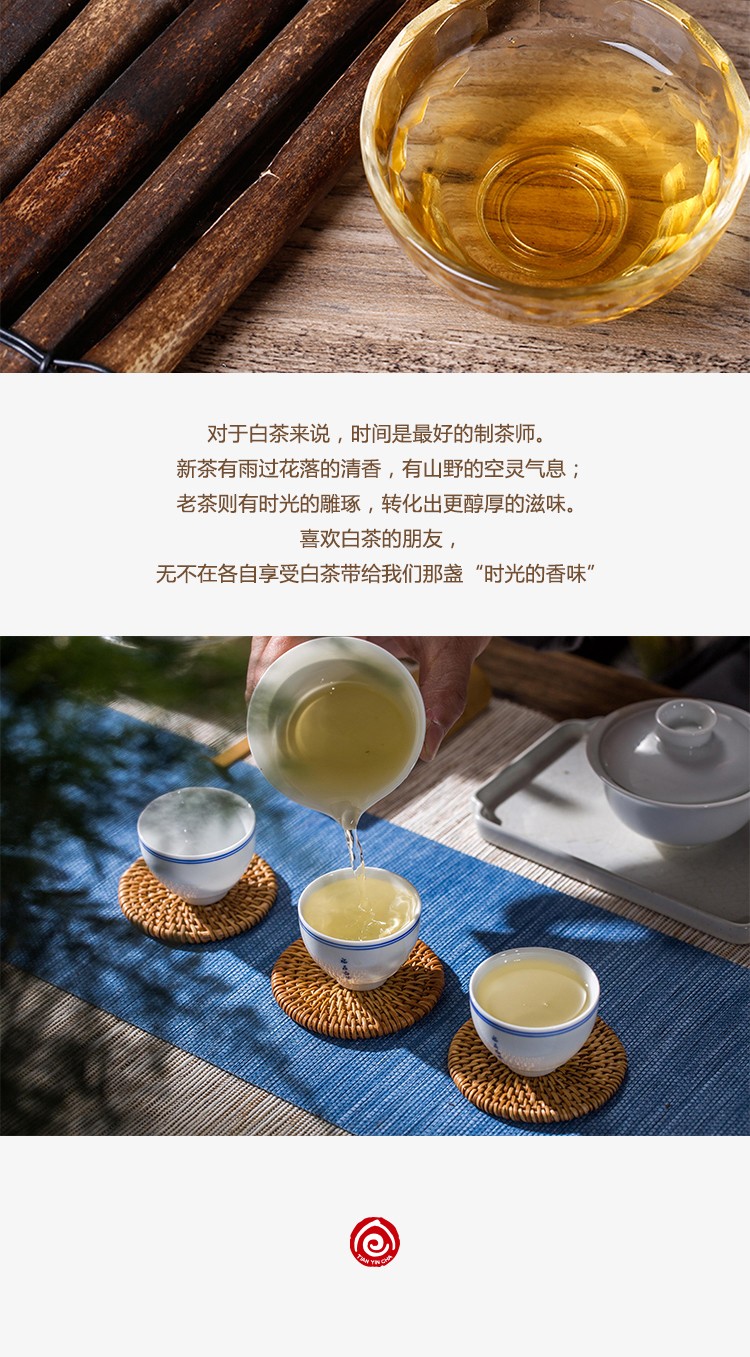 对于白茶来说，时间是最好的制茶师。
新茶有雨过花落的清香，有山野的空灵气息；
老茶则有时光的雕琢，转化出更醇厚的滋味。
喜欢白茶的朋友，
无不在各自享受白茶带给我们那盏“时光的香味”
TIAN YIN CHA